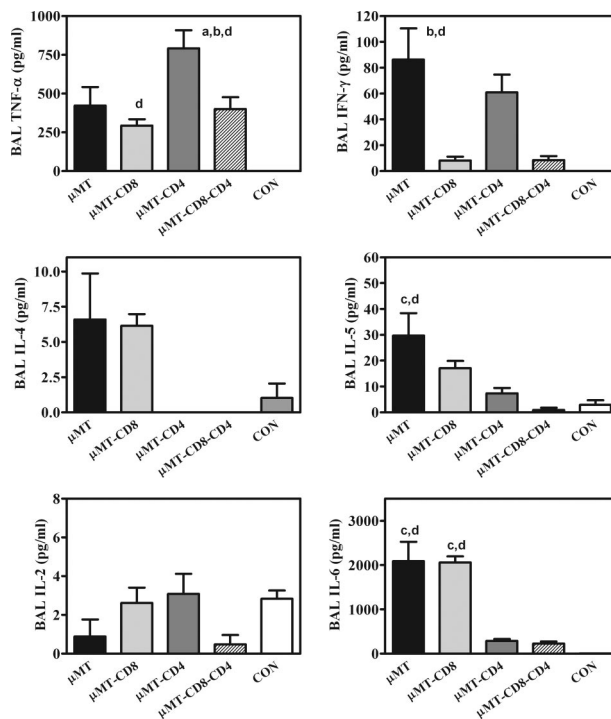 BAL TNF-α (pg/ml)
1000
750
500
250
0
d
a,b,d
µMT
µMT-CD8
µMT-CD4
µMT-CD8-CD4
CON
BAL IFN-γ (pg/ml)
120
100
80
60
40
20
0
b,d
µMT
µMT-CD8
µMT-CD4
µMT-CD8-CD4
CON
BAL IL-4 (pg/ml)
10.0
7.5
5.0
2.5
0.0
µMT
µMT-CD8
µMT-CD4
µMT-CD8-CD4
CON
BAL IL-5 (pg/ml)
60
50
40
30
20
10
0
c,d
µMT
µMT-CD8
µMT-CD4
µMT-CD8-CD4
CON
BAL IL-2 (pg/ml)
8
6
4
2
0
µMT
µMT-CD8
µMT-CD4
µMT-CD8-CD4
CON
BAL IL-6 (pg/ml)
3000
2000
1000
0
c,d
c,d
µMT
µMT-CD8
µMT-CD4
µMT-CD8-CD4
CON